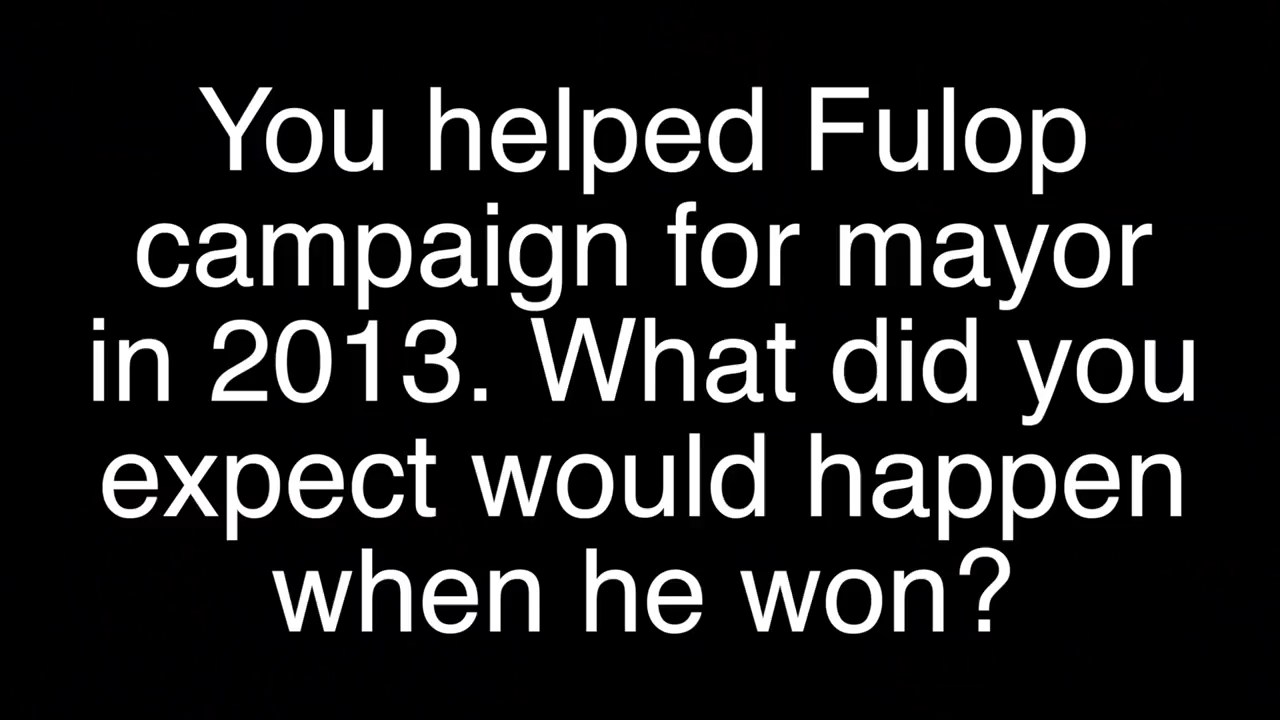 You helped Fulop
campaign for mayor
in 2013. What did you
expect would happen
when he won?